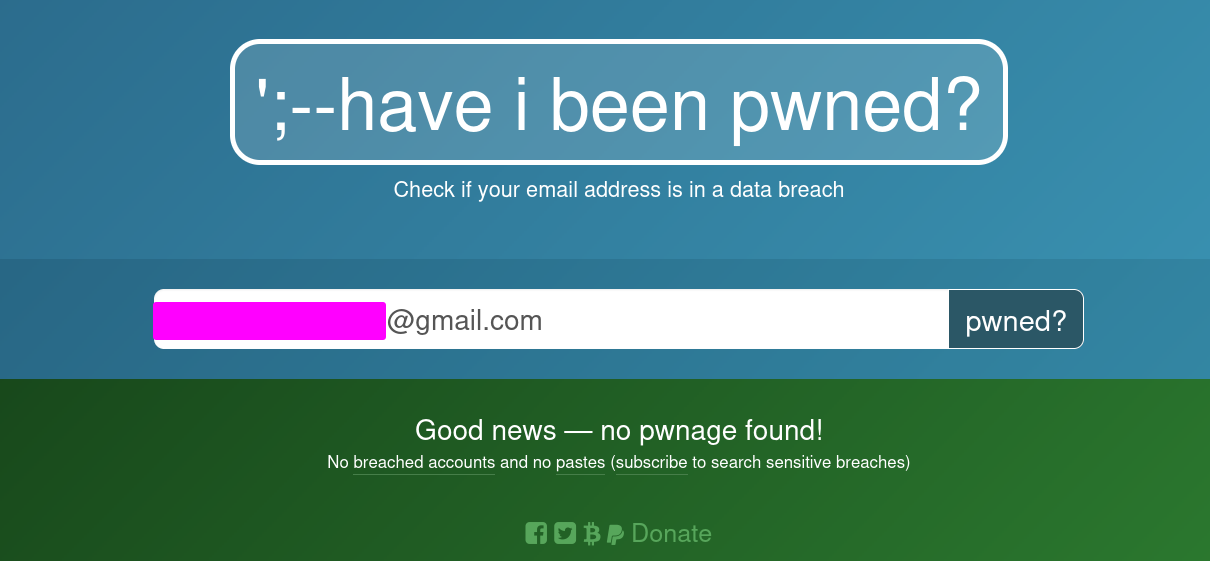 ';--have i been pwned?
Check if your email address is in a data breach
@gmail.com pwned?
Good news — no pwnage found!
No breached accounts and no pastes (subscribe to search sensitive breaches)
Donate